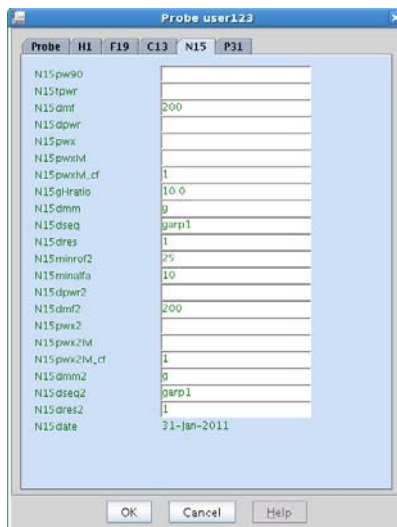 Probe user123
Probe H1 F19 C13 N15 P31
N15pw90
N15tpwr
N15dmf 200
N15dpwr
N15pwx
N15pwxlvl
N15pwxlvl_cf 1
N15gHratio 10.0
N15dmm g
N15dseq garp1
N15dres 1
N15minrof2 25
N15minalfa 10
N15dpwr2
N15dmf2 200
N15pwx2
N15pwx2lvl
N15pwx2lvl_cf 1
N15dmm2 g
N15dseq2 garp1
N15dres2 1
N15date 31-Jan-2011
OK Cancel Help